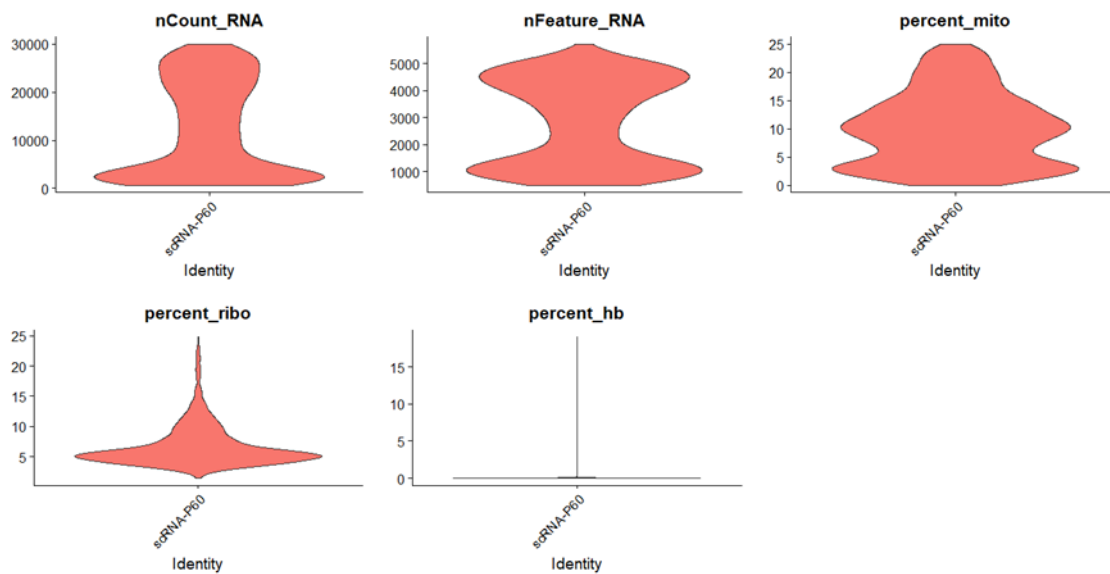 nCount_RNA
30000
20000
10000
0
scRNA-P60
Identity
nFeature_RNA
5000
4000
3000
2000
1000
scRNA-P60
Identity
percent_mito
25
20
15
10
5
0
scRNA-P60
Identity
percent_ribo
25
20
15
10
5
scRNA-P60
Identity
percent_hb
15
10
5
0
scRNA-P60
Identity